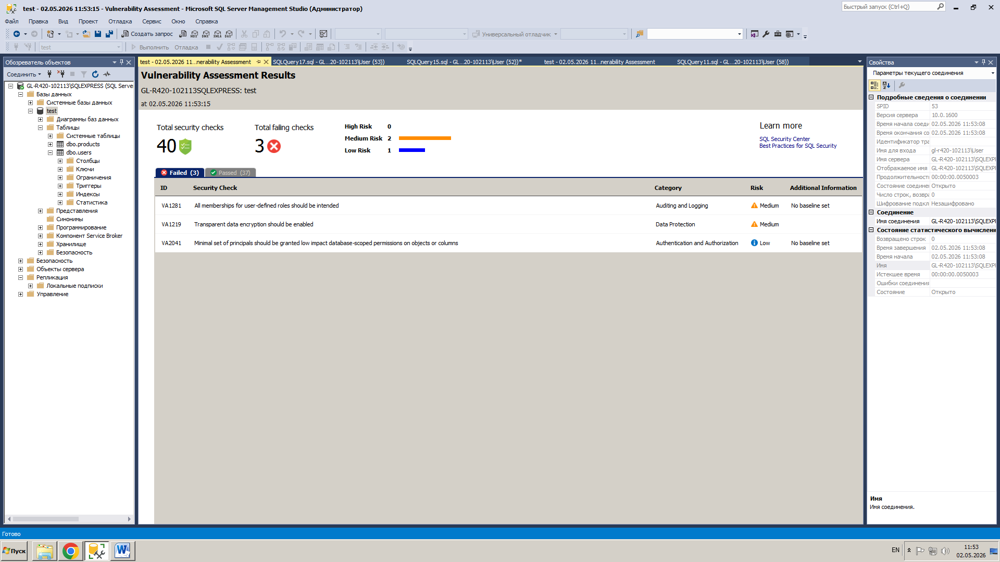 test - 02.05.2026 11:53:15 - Vulnerability Assessment - Microsoft SQL Server Management Studio (Администратор)
Быстрый запуск (Ctrl+Q)
Файл Правка Вид Проект Отладка Сервис Окно Справка
Создать запрос MDX DMX XMLA DAX Универсальный отладчик
test Выполнить Отладка
Обозреватель объектов
Соединить
GL-R420-102113\SQLEXPRESS (SQL Serve
Базы данных
Системные базы данных
test
Диаграммы баз данных
Таблицы
Системные таблицы
dbo.products
dbo.users
Столбцы
Ключи
Ограничения
Триггеры
Индексы
Статистика
Представления
Синонимы
Программирование
Компонент Service Broker
Хранилище
Безопасность
Безопасность
Объекты сервера
Репликация
Локальные подписки
Управление
test - 02.05.2026 11...nerability Assessment
SQLQuery17.sql - GL...20-102113\User (53))
SQLQuery15.sql - GL...20-102113\User (52))*
test - 02.05.2026 11...nerability Assessment
SQLQuery11.sql - GL...20-102113\User (58))
Vulnerability Assessment Results
GL-R420-102113SQLEXPRESS: test
at 02.05.2026 11:53:15
Total security checks
40
Total failing checks
3
High Risk 0
Medium Risk 2
Low Risk 1
Learn more
SQL Security Center
Best Practices for SQL Security
Failed (3)
Passed (37)
ID Security Check Category Risk Additional Information
VA1281 All memberships for user-defined roles should be intended Auditing and Logging Medium No baseline set
VA1219 Transparent data encryption should be enabled Data Protection Medium
VA2041 Minimal set of principals should be granted low impact database-scoped permissions on objects or columns Authentication and Authorization Low No baseline set
Свойства
Параметры текущего соединения
Подробные сведения о соединении
SPID 53
Версия сервера 10.0.1600
Время начала соеди 02.05.2026 11:53:08
Время окончания со 02.05.2026 11:53:08
Идентификатор тра
Имя для входа gl-r420-102113\User
Имя сервера GL-R420-102113\SQLEXPI
Отображаемое имя GL-R420-102113\SQLEXPI
Продолжительност 00:00:00.0050003
Состояние соедине Открыто
Число строк, возвра 0
Шифрование подкл Незашифровано
Соединение
Имя соединения GL-R420-102113\SQLEXPI
Состояние статистического вычислени
Возвращено строк 0
Время завершения 02.05.2026 11:53:08
Время начала 02.05.2026 11:53:08
Имя GL-R420-102113\SQLEXPI
Истекшее время 00:00:00.0050003
Ошибки соединения
Состояние Открыто
Имя
Имя соединения.
Готово
Пуск
EN
11:53
02.05.2026